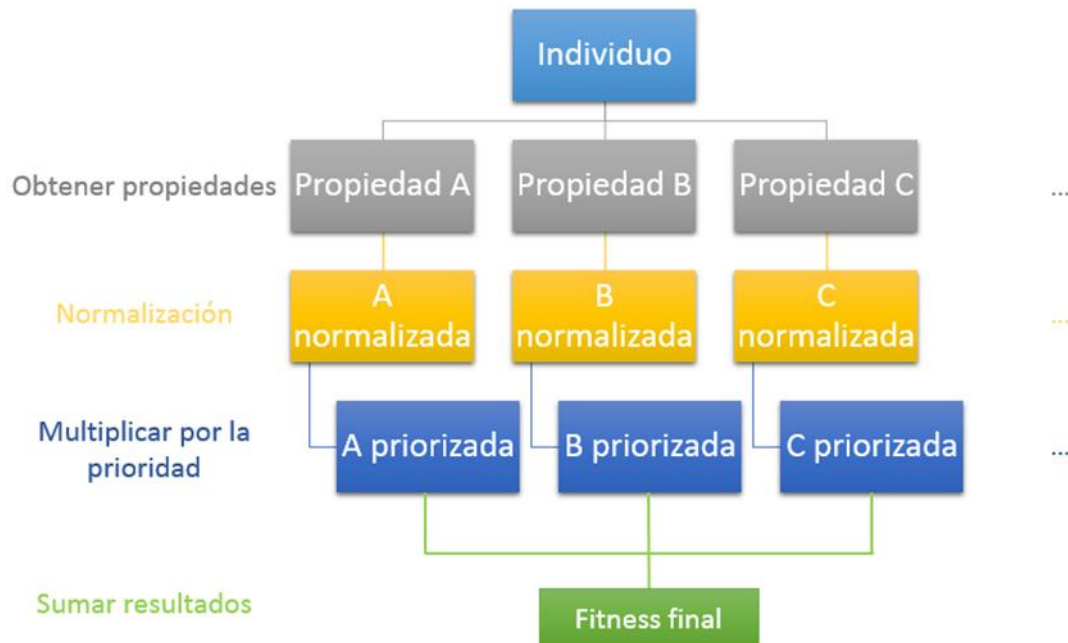 Individuo
Obtener propiedades
Propiedad A
Propiedad B
Propiedad C
...
Normalización
A
normalizada
B
normalizada
C
normalizada
...
Multiplicar por la
prioridad
A priorizada
B priorizada
C priorizada
...
Sumar resultados
Fitness final